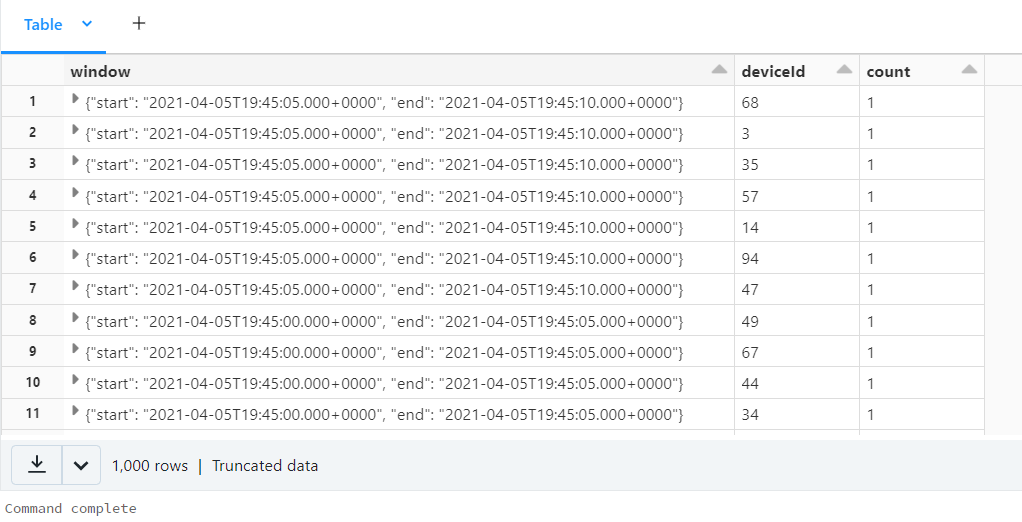 Table
window deviceId count
1 {"start": "2021-04-05T19:45:05.000+0000", "end": "2021-04-05T19:45:10.000+0000"} 68 1
2 {"start": "2021-04-05T19:45:05.000+0000", "end": "2021-04-05T19:45:10.000+0000"} 3 1
3 {"start": "2021-04-05T19:45:05.000+0000", "end": "2021-04-05T19:45:10.000+0000"} 35 1
4 {"start": "2021-04-05T19:45:05.000+0000", "end": "2021-04-05T19:45:10.000+0000"} 57 1
5 {"start": "2021-04-05T19:45:05.000+0000", "end": "2021-04-05T19:45:10.000+0000"} 14 1
6 {"start": "2021-04-05T19:45:05.000+0000", "end": "2021-04-05T19:45:10.000+0000"} 94 1
7 {"start": "2021-04-05T19:45:05.000+0000", "end": "2021-04-05T19:45:10.000+0000"} 47 1
8 {"start": "2021-04-05T19:45:00.000+0000", "end": "2021-04-05T19:45:05.000+0000"} 49 1
9 {"start": "2021-04-05T19:45:00.000+0000", "end": "2021-04-05T19:45:05.000+0000"} 67 1
10 {"start": "2021-04-05T19:45:00.000+0000", "end": "2021-04-05T19:45:05.000+0000"} 44 1
11 {"start": "2021-04-05T19:45:00.000+0000", "end": "2021-04-05T19:45:05.000+0000"} 34 1
1,000 rows | Truncated data
Command complete